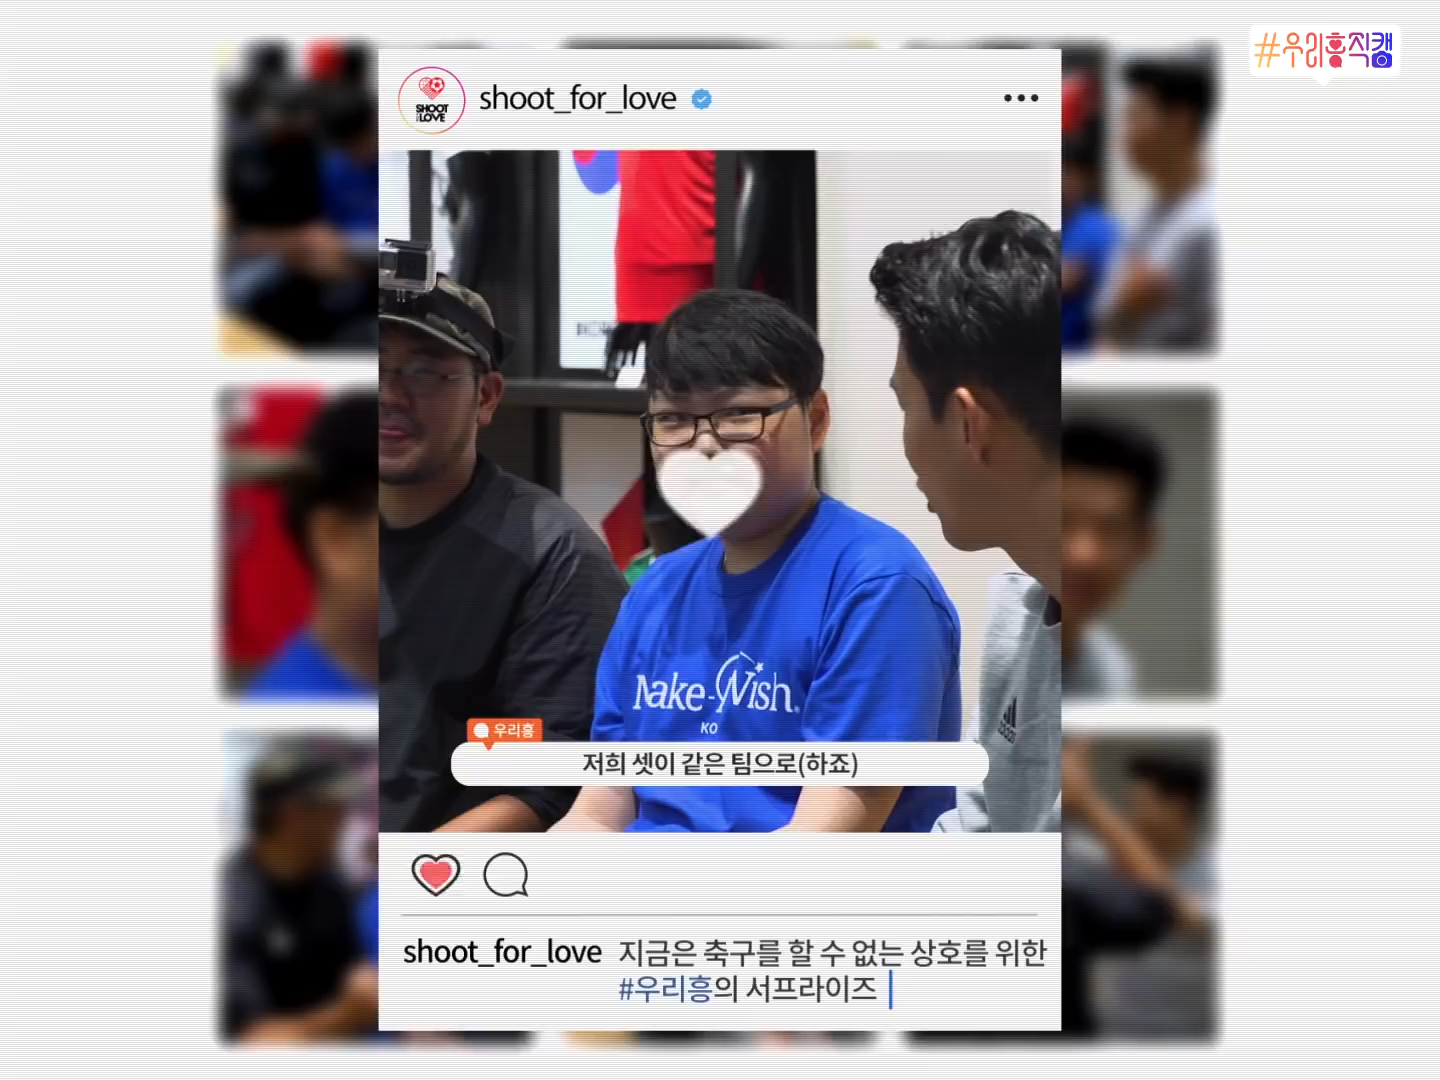 #우리흥직캠
SHOOT
FOR
LOVE
shoot_for_love
Make-Wish.
KO
adidas
우리흥
저희 셋이 같은 팀으로(하죠)
shoot_for_love 지금은 축구를 할 수 없는 상호를 위한
#우리흥의 서프라이즈